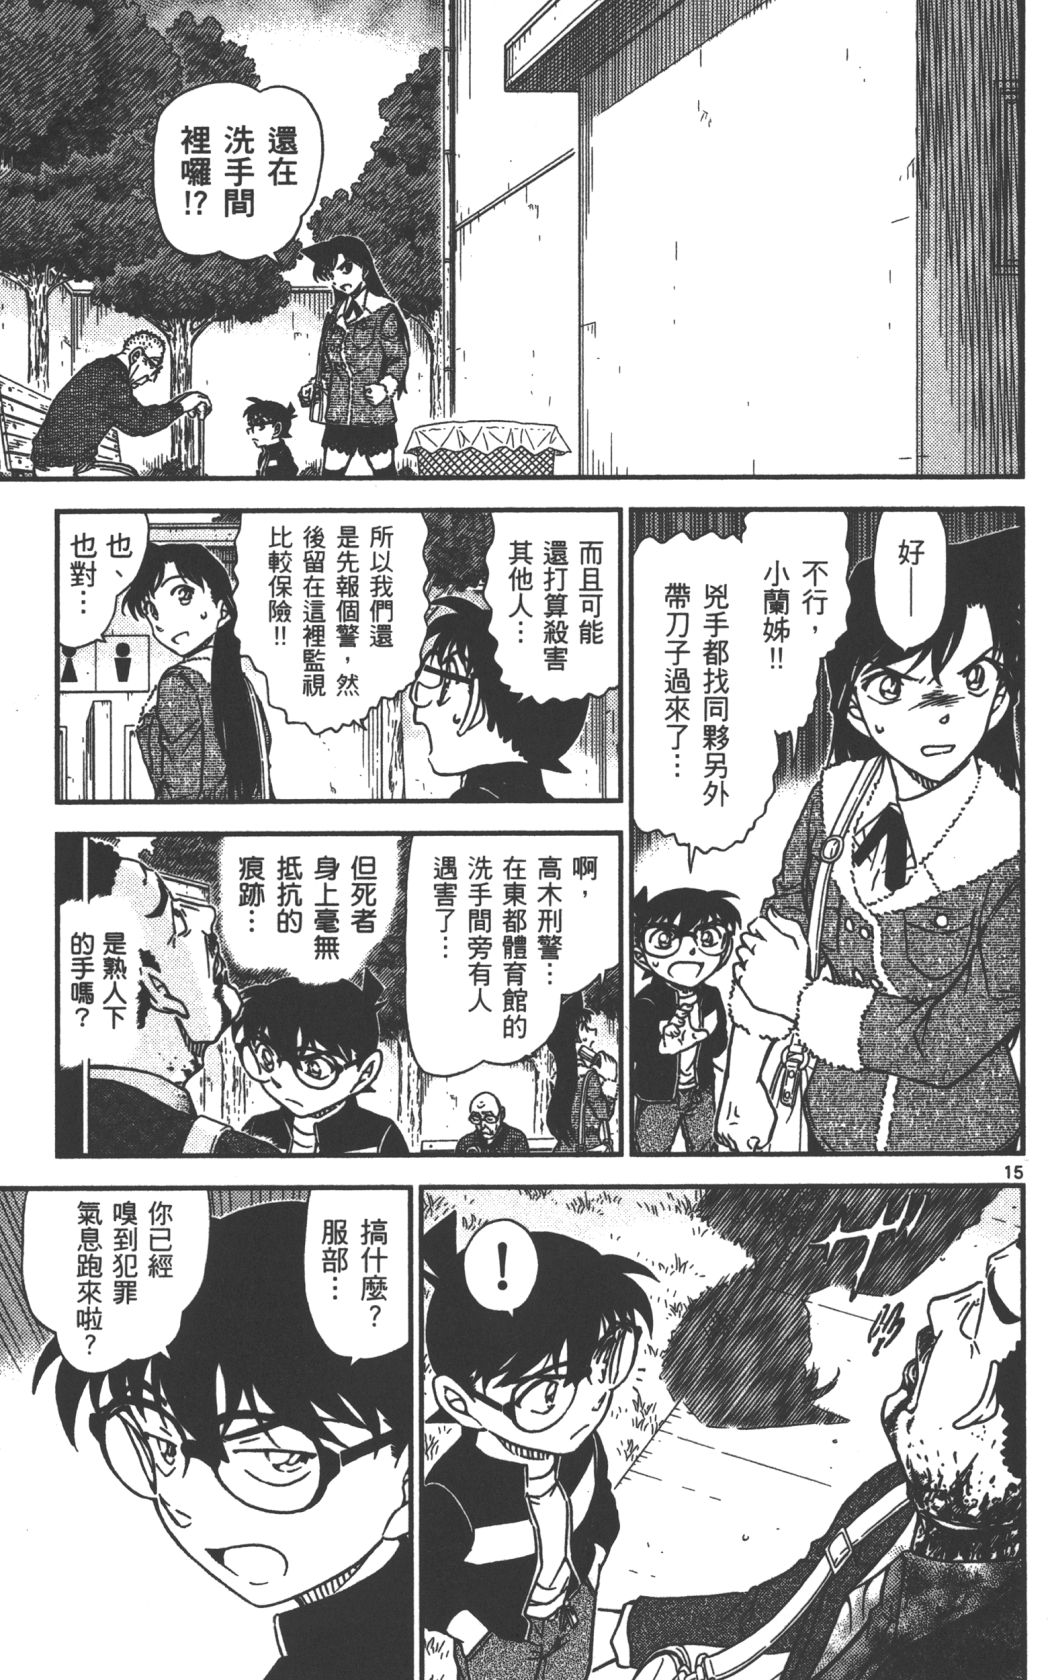 還在
洗手間
裡囉!?
好──
不行，
小蘭姊!!
兇手都找同夥另外
帶刀子過來了…
而且可能
還打算殺害
其他人…
所以我們還
是先報個警，然
後留在這裡監視
比較保險!!
也、
也對…
啊，
高木刑警…
在東都體育館的
洗手間旁有人
遇害了…
但死者
身上毫無
抵抗的
痕跡…
是熟人下
的手嗎？
15
！
搞什麼？
服部…
你已經
嗅到犯罪
氣息跑來啦？